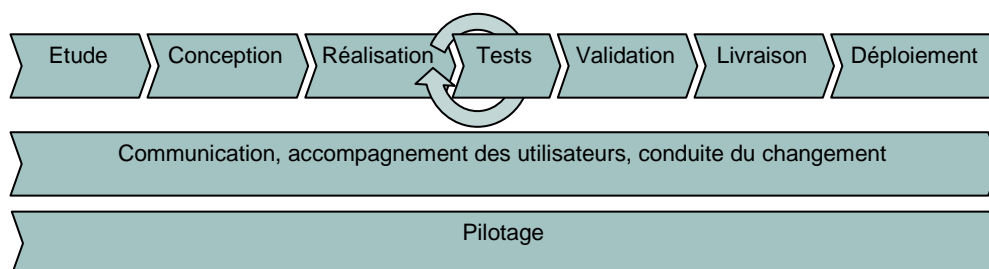 Etude
Conception
Réalisation
Tests
Validation
Livraison
Déploiement
Communication, accompagnement des utilisateurs, conduite du changement
Pilotage